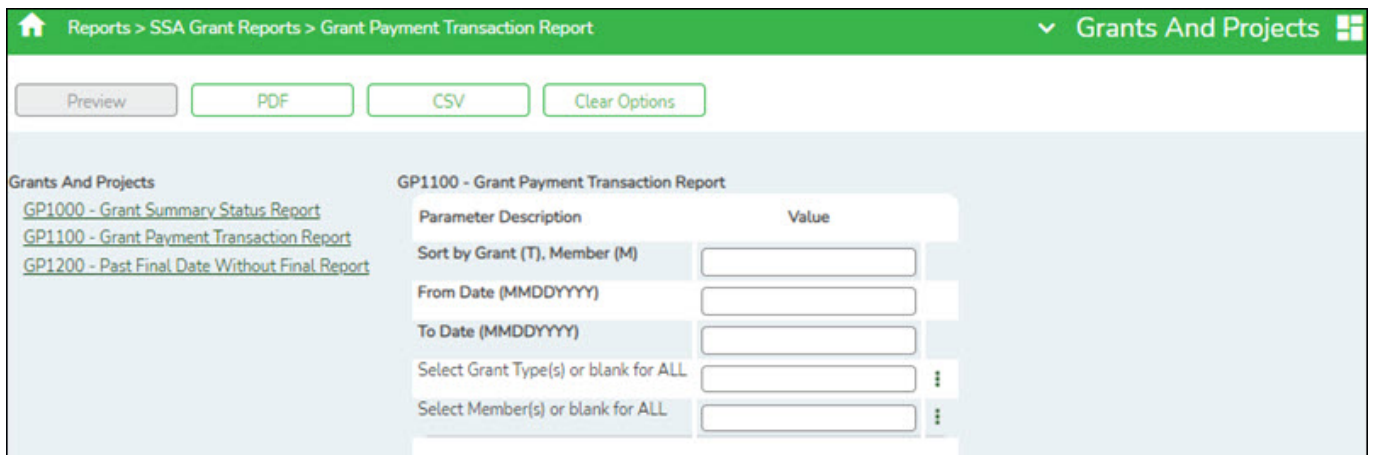 Reports > SSA Grant Reports > Grant Payment Transaction Report
Grants And Projects
Preview
PDF
CSV
Clear Options
Grants And Projects
GP1000 - Grant Summary Status Report
GP1100 - Grant Payment Transaction Report
GP1200 - Past Final Date Without Final Report
GP1100 - Grant Payment Transaction Report
Parameter Description Value
Sort by Grant (T), Member (M)
From Date (MMDDYYYY)
To Date (MMDDYYYY)
Select Grant Type(s) or blank for ALL
Select Member(s) or blank for ALL